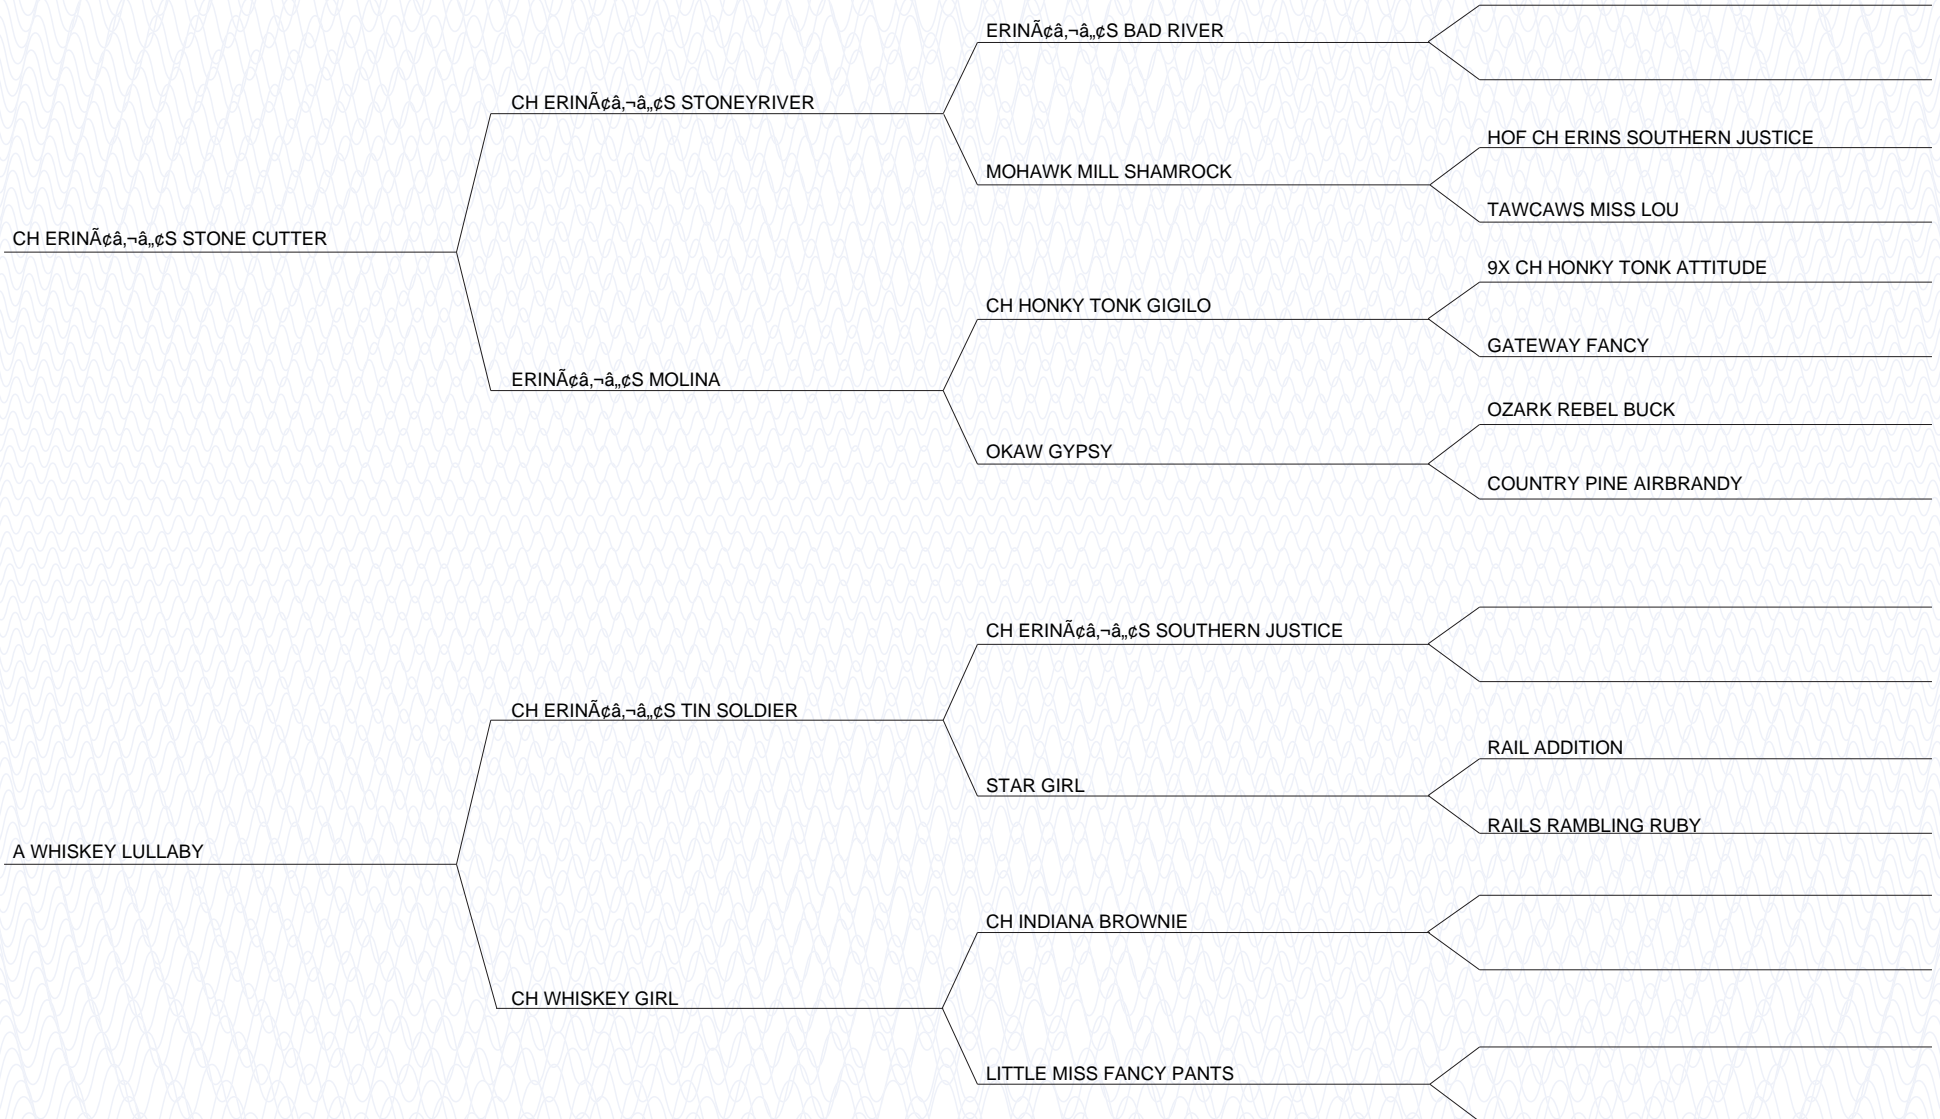 ERINÃ¢â‚¬â„¢S BAD RIVER
CH ERINÃ¢â‚¬â„¢S STONEYRIVER
HOF CH ERINS SOUTHERN JUSTICE
MOHAWK MILL SHAMROCK
TAWCAWS MISS LOU
CH ERINÃ¢â‚¬â„¢S STONE CUTTER
9X CH HONKY TONK ATTITUDE
CH HONKY TONK GIGILO
GATEWAY FANCY
ERINÃ¢â‚¬â„¢S MOLINA
OZARK REBEL BUCK
OKAW GYPSY
COUNTRY PINE AIRBRANDY
CH ERINÃ¢â‚¬â„¢S SOUTHERN JUSTICE
CH ERINÃ¢â‚¬â„¢S TIN SOLDIER
RAIL ADDITION
STAR GIRL
RAILS RAMBLING RUBY
A WHISKEY LULLABY
CH INDIANA BROWNIE
CH WHISKEY GIRL
LITTLE MISS FANCY PANTS